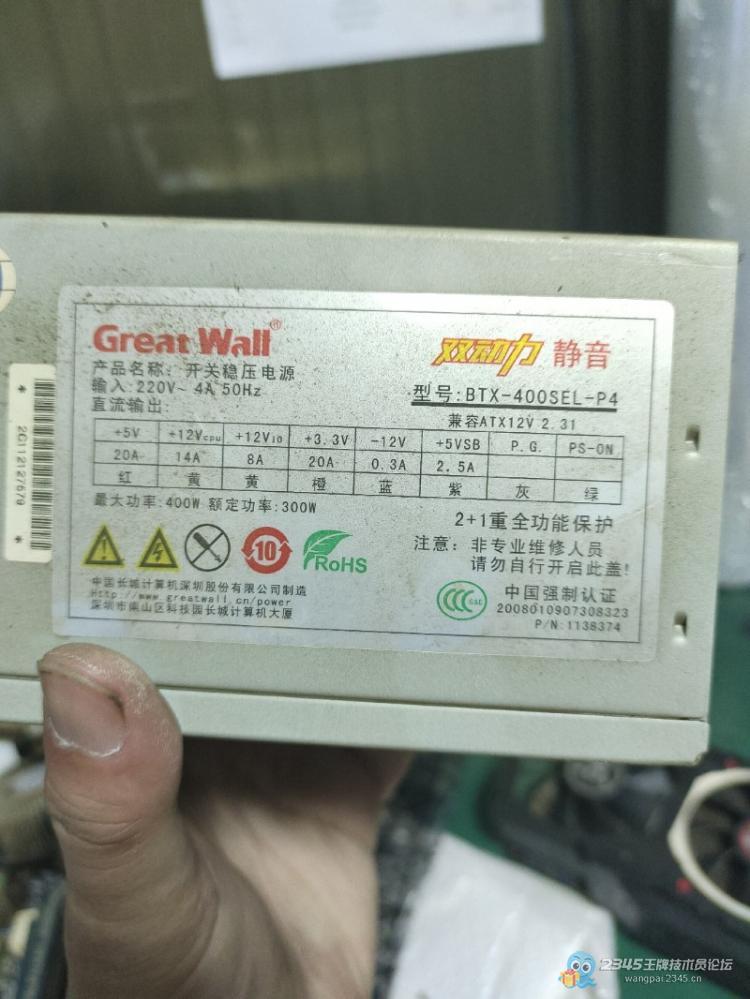 Great Wall®
双动力 静音
产品名称：开关稳压电源
输入：220V~ 4A 50Hz
型号：BTX-400SEL-P4
直流输出：
兼容ATX12V 2.31
+5V +12Vcpu +12VIO +3.3V -12V +5VSB P.G. PS-ON
20A 14A 8A 20A 0.3A 2.5A
红 黄 黄 橙 蓝 紫 灰 绿
最大功率：400W 额定功率：300W
2+1重全功能保护
注意：非专业维修人员
请勿自行开启此盖！
10
RoHS
中国长城计算机深圳股份有限公司制造
Http://www.greatwall.cn/power
深圳市南山区科技园长城计算机大厦
中国强制认证
2008010907308323
P/N:1138374
* 2G112127679 *
2345王牌技术员论坛
wangpai.2345.cn